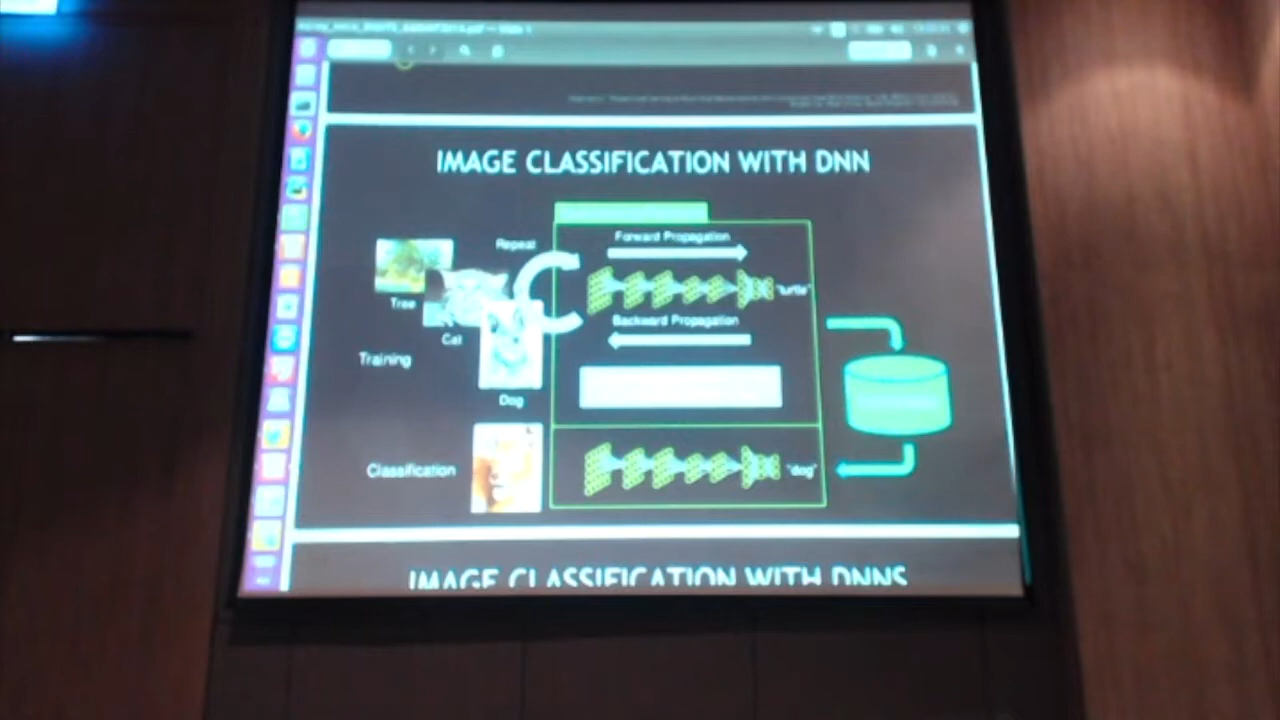 IMAGE CLASSIFICATION WITH DNN
Repeat
Forward Propagation
Tree
"turtle"
Cat
Backward Propagation
Training
Dog
Classification
"dog"
IMAGE CLASSIFICATION WITH DNNS